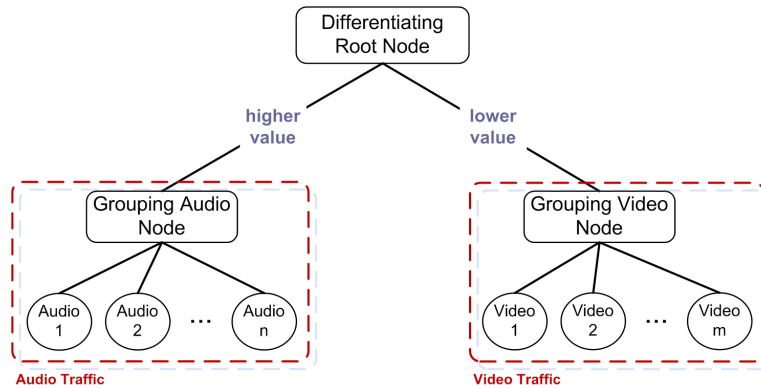 Differentiating
Root Node
higher
value
lower
value
Grouping Audio
Node
Grouping Video
Node
Audio
1
Audio
2
...
Audio
n
Video
1
Video
2
...
Video
m
Audio Traffic
Video Traffic